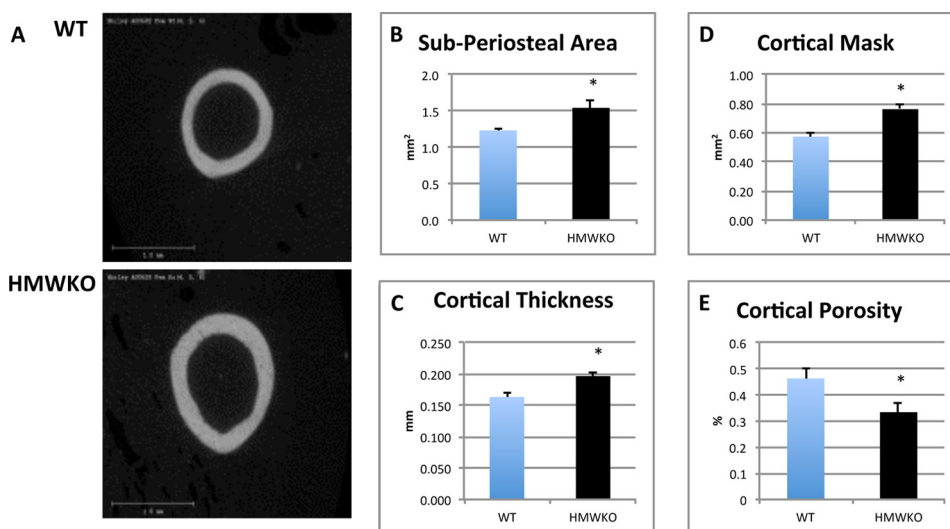 A
WT
1.0 mm
HMWKO
B
Sub-Periosteal Area
2.0
1.5
1.0
0.5
0.0
mm²
*
WT
HMWKO
C
Cortical Thickness
0.250
0.200
0.150
0.100
0.050
0.000
mm
*
WT
HMWKO
D
Cortical Mask
1.00
0.80
0.60
0.40
0.20
0.00
mm²
*
WT
HMWKO
E
Cortical Porosity
0.6
0.5
0.4
0.3
0.2
0.1
0
%
*
WT
HMWKO